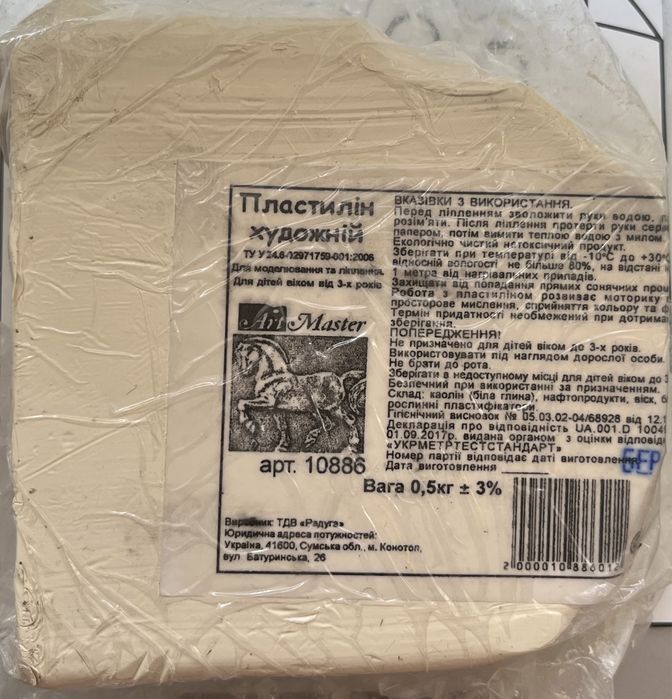 Пластилін
художній
ТУ У 24.6-02971759-001:2006
Для моделювання та ліплення.
Для дітей віком від 3-х років
Art Master
арт. 10886
Вага 0,5кг ± 3%
Виробник: ТДВ «Радуга»
Юридична адреса потужностей:
Україна, 41600, Сумська обл., м. Конотоп,
вул. Батуринська, 26
ВКАЗІВКИ З ВИКОРИСТАННЯ.
Перед ліпленням зволожити руки водою,
розім'яти. Після ліплення протерти руки
папером, потім вимити теплою водою з милом
Екологічно чистий нетоксичний продукт.
Зберігати при температурі від -10°С до +30°
відносній вологості не більше 80%, на відстані
1 метра від нагрівальних приладів.
Захищати від попадання прямих сонячних
Робота з пластиліном розвиває моторику
просторове мислення, сприйняття кольору та
Термін придатності необмежений при
зберігання.
ПОПЕРЕДЖЕННЯ!
Не призначено для дітей віком до 3-х років.
Використовувати під наглядом дорослої особи.
Не брати до рота.
Зберігати в недоступному місці для дітей віком до
Безпечний при використанні за призначенням.
Склад: каолін (біла глина), нафтопродукти, віск,
рослинні пластифікатори.
Гігієнічний висновок № 05.03.02-04/68928 від 12.
Декларація про відповідність UA.001.D
01.09.2017р. видана органом з оцінки
«УКРМЕТРТЕСТСТАНДАРТ»
Номер партії відповідає даті виготовлення
Дата виготовлення БЕР
2 000010 886012